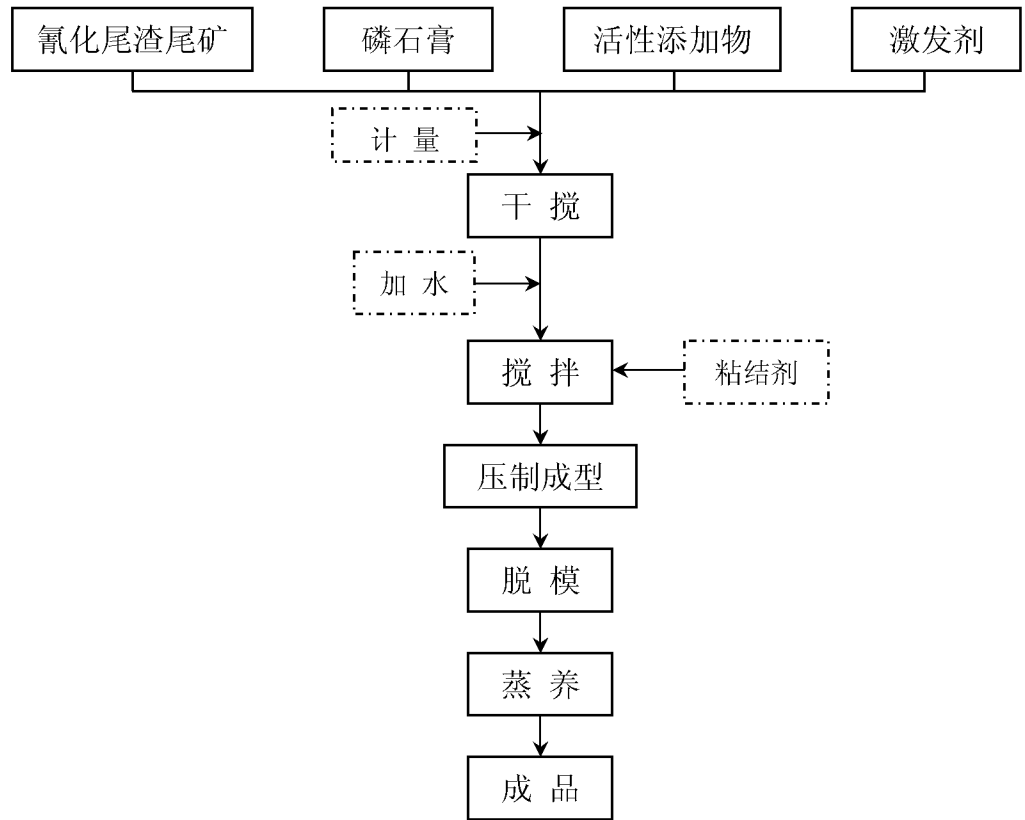 氰化尾渣尾矿
磷石膏
活性添加物
激发剂
计 量
干 搅
加 水
搅 拌
粘结剂
压制成型
脱 模
蒸 养
成 品